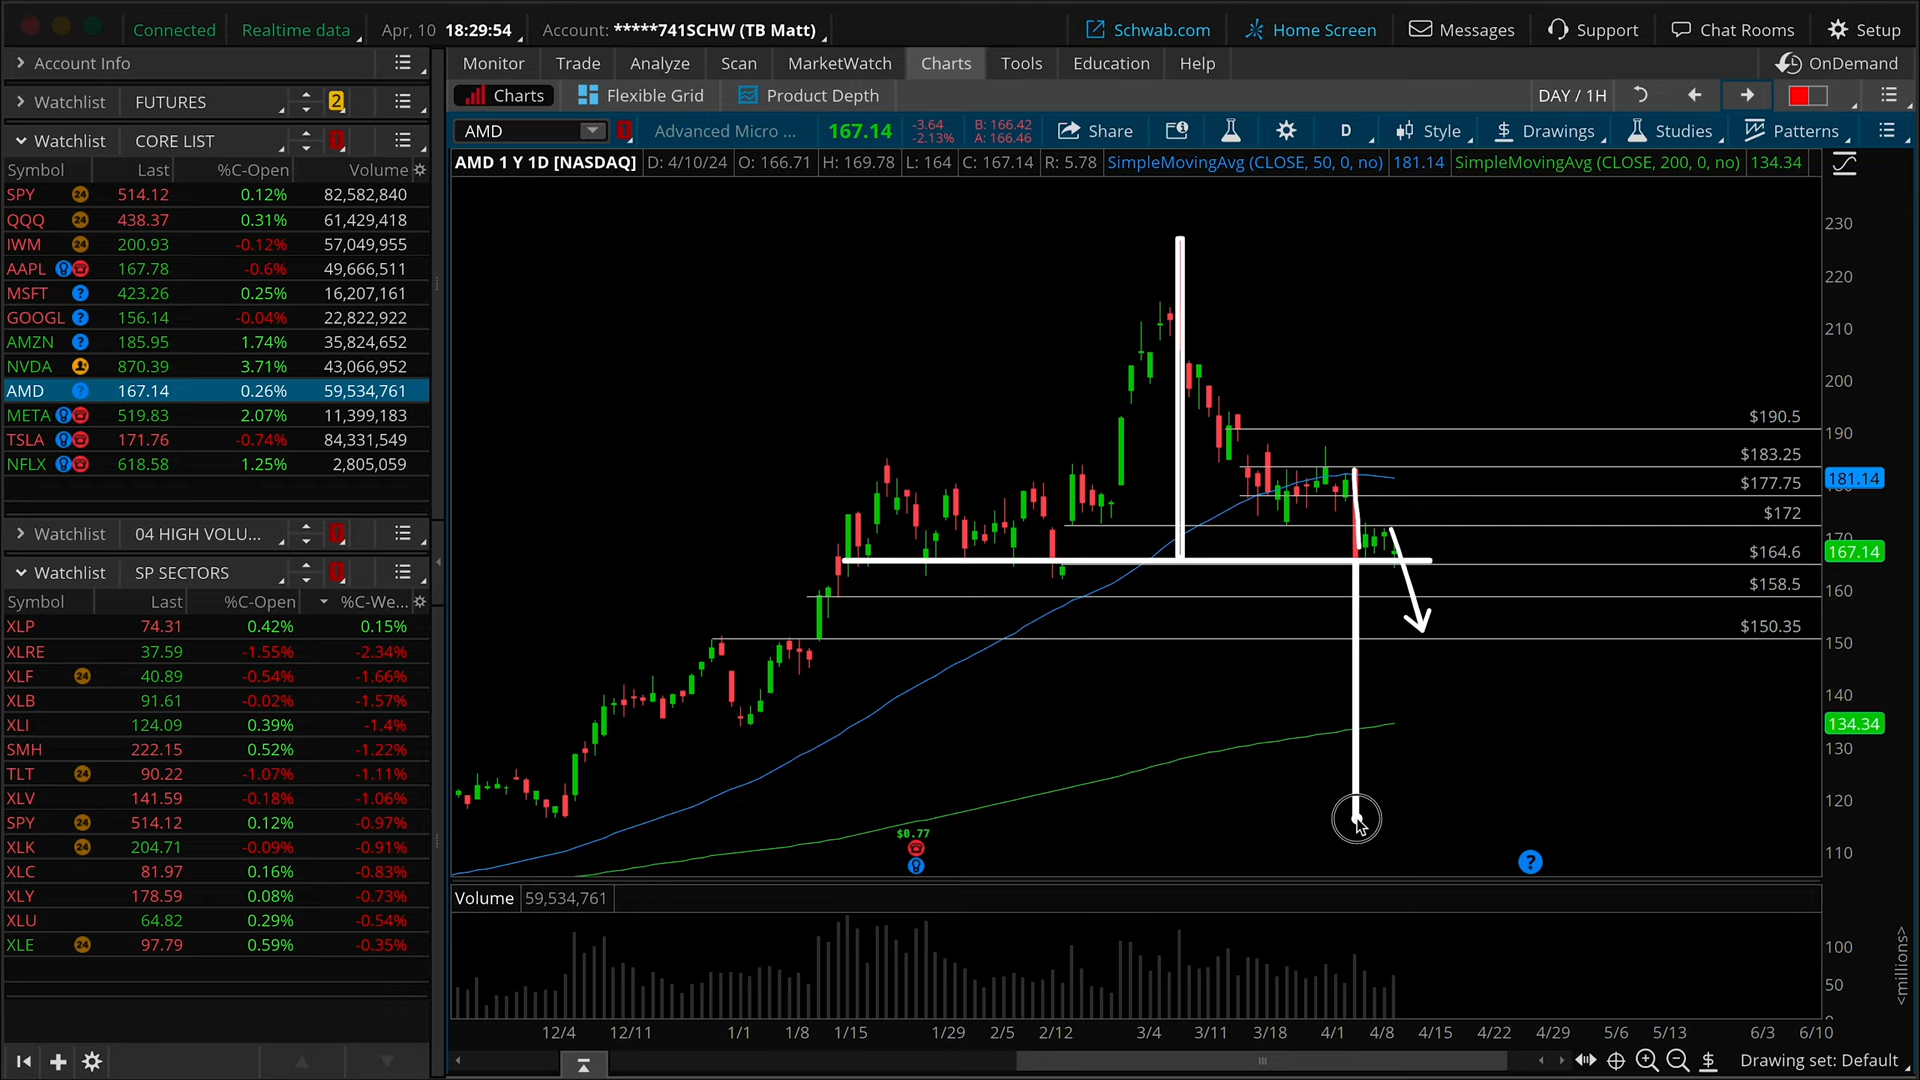 Connected Realtime data Apr, 10 18:29:54 Account: *****741SCHW (TB Matt) Schwab.com Home Screen Messages Support Chat Rooms Setup
Account Info
Monitor Trade Analyze Scan MarketWatch Charts Tools Education Help OnDemand
Watchlist FUTURES 2
Charts Flexible Grid Product Depth DAY / 1H
Watchlist CORE LIST 1
AMD 1 Advanced Micro ... 167.14 -3.64 -2.13% B: 166.42 A: 166.46 Share D Style Drawings Studies Patterns
AMD 1 Y 1D [NASDAQ] D: 4/10/24 O: 166.71 H: 169.78 L: 164 C: 167.14 R: 5.78 SimpleMovingAvg (CLOSE, 50, 0, no) 181.14 SimpleMovingAvg (CLOSE, 200, 0, no) 134.34
Symbol Last %C-Open Volume
SPY 24 514.12 0.12% 82,582,840
QQQ 24 438.37 0.31% 61,429,418
IWM 24 200.93 -0.12% 57,049,955
AAPL 167.78 -0.6% 49,666,511
MSFT ? 423.26 0.25% 16,207,161
GOOGL ? 156.14 -0.04% 22,822,922
AMZN ? 185.95 1.74% 35,824,652
NVDA 870.39 3.71% 43,066,952
AMD ? 167.14 0.26% 59,534,761
META 519.83 2.07% 11,399,183
TSLA 171.76 -0.74% 84,331,549
NFLX 618.58 1.25% 2,805,059
Watchlist 04 HIGH VOLU... 1
Watchlist SP SECTORS 1
Symbol Last %C-Open %C-We...
XLP 74.31 0.42% 0.15%
XLRE 37.59 -1.55% -2.34%
XLF 24 40.89 -0.54% -1.66%
XLB 91.61 -0.02% -1.57%
XLI 124.09 0.39% -1.4%
SMH 222.15 0.52% -1.22%
TLT 24 90.22 -1.07% -1.11%
XLV 141.59 -0.18% -1.06%
SPY 24 514.12 0.12% -0.97%
XLK 24 204.71 -0.09% -0.91%
XLC 81.97 0.16% -0.83%
XLY 178.59 0.08% -0.73%
XLU 64.82 0.29% -0.54%
XLE 24 97.79 0.59% -0.35%
230
220
210
200
$190.5
190
$183.25
181.14
$177.75
$172
$164.6
167.14
$158.5
160
$150.35
150
140
134.34
130
120
$0.77
110
?
Volume 59,534,761
100
50
<millions>
12/4 12/11 1/1 1/8 1/15 1/29 2/5 2/12 3/4 3/11 3/18 4/1 4/8 4/15 4/22 4/29 5/6 5/13 6/3 6/10
Drawing set: Default